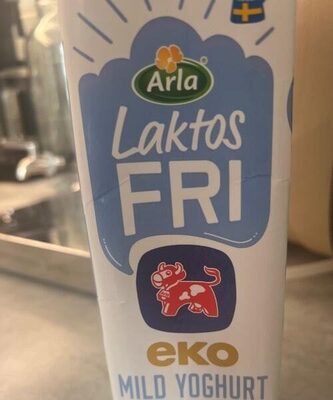 Arla
Laktos
FRI
eko
MILD YOGHURT